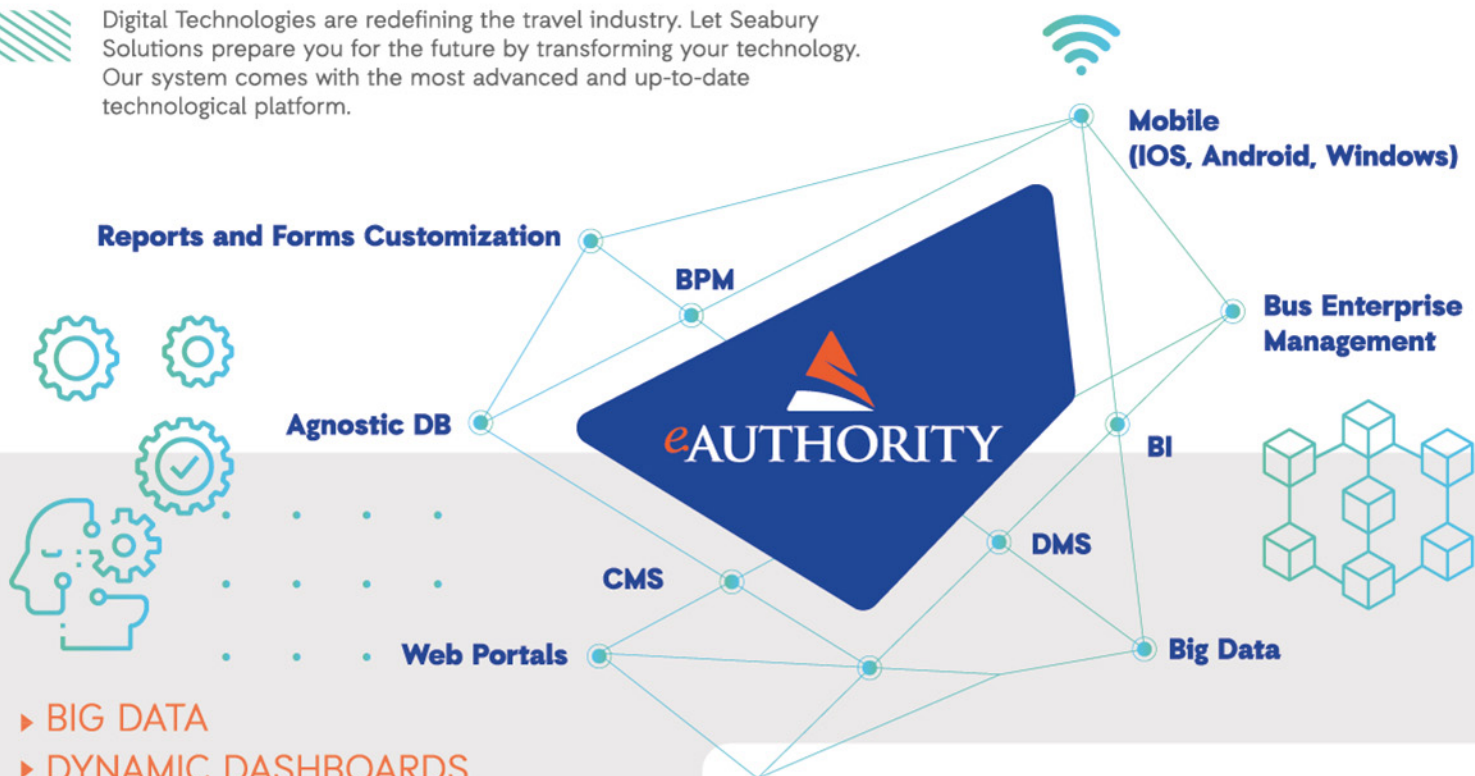 Digital Technologies are redefining the travel industry. Let Seabury
Solutions prepare you for the future by transforming your technology.
Our system comes with the most advanced and up-to-date
technological platform.
Mobile
(IOS, Android, Windows)
Reports and Forms Customization
BPM
Bus Enterprise
Management
Agnostic DB
eAUTHORITY
BI
DMS
CMS
Web Portals
Big Data
BIG DATA
DYNAMIC DASHBOARDS